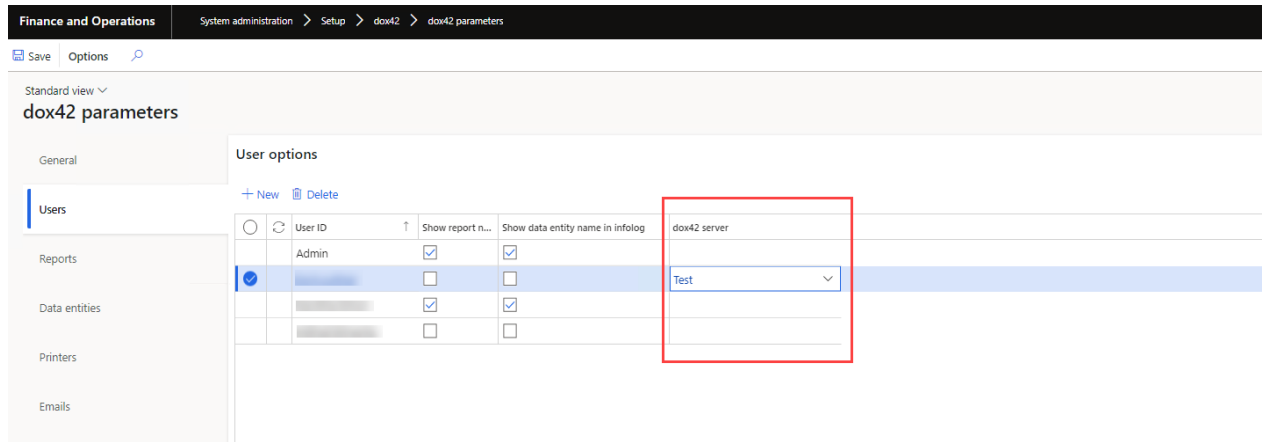 Finance and Operations System administration > Setup > dox42 > dox42 parameters
Save Options
Standard view
dox42 parameters
General
Users
Reports
Data entities
Printers
Emails
User options
+ New Delete
User ID ↑ Show report n... Show data entity name in infolog dox42 server
Admin
Test